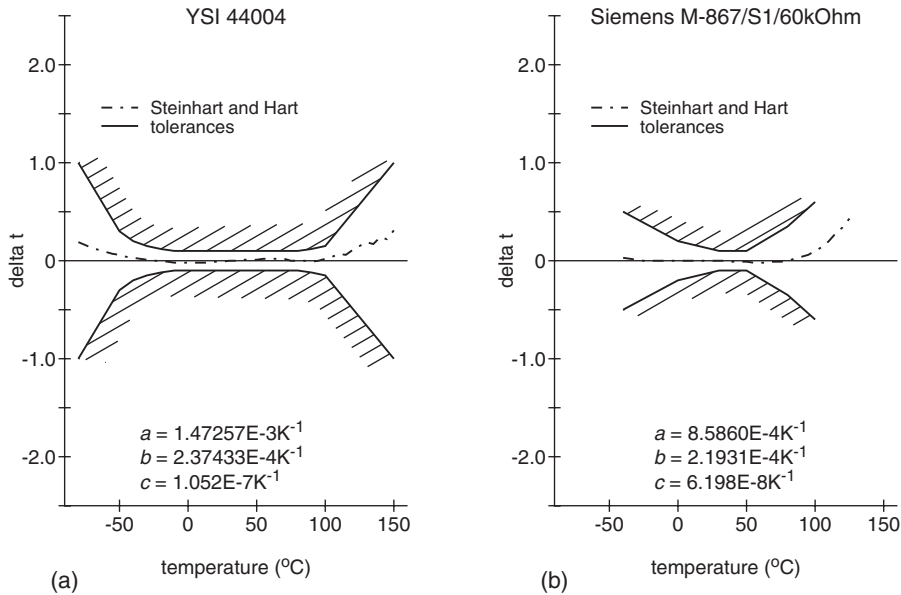 YSI 44004
2.0
1.0
0
-1.0
-2.0
delta t
Steinhart and Hart
tolerances
a = 1.47257E-3K-1
b = 2.37433E-4K-1
c = 1.052E-7K-1
-50 0 50 100 150
temperature (oC)
(a)
Siemens M-867/S1/60kOhm
2.0
1.0
0
-1.0
-2.0
delta t
Steinhart and Hart
tolerances
a = 8.5860E-4K-1
b = 2.1931E-4K-1
c = 6.198E-8K-1
-50 0 50 100 150
temperature (oC)
(b)